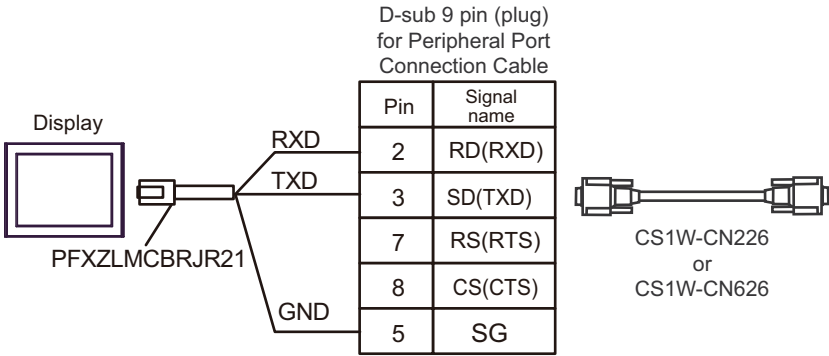 D-sub 9 pin (plug)
for Peripheral Port
Connection Cable
Pin
Signal
name
Display
RXD
2
RD(RXD)
TXD
3
SD(TXD)
7
RS(RTS)
PFXZLMCBRJR21
8
CS(CTS)
GND
5
SG
CS1W-CN226
or
CS1W-CN626